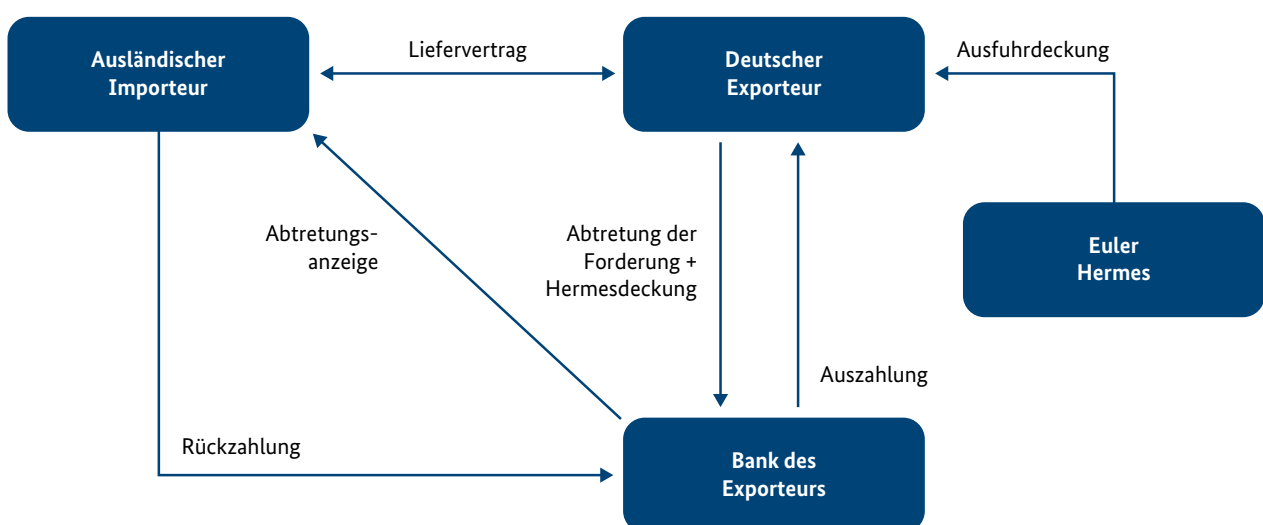 Ausländischer
Importeur
Liefervertrag
Deutscher
Exporteur
Ausfuhrdeckung
Abtretungs-
anzeige
Abtretung der
Forderung +
Hermesdeckung
Euler
Hermes
Auszahlung
Rückzahlung
Bank des
Exporteurs